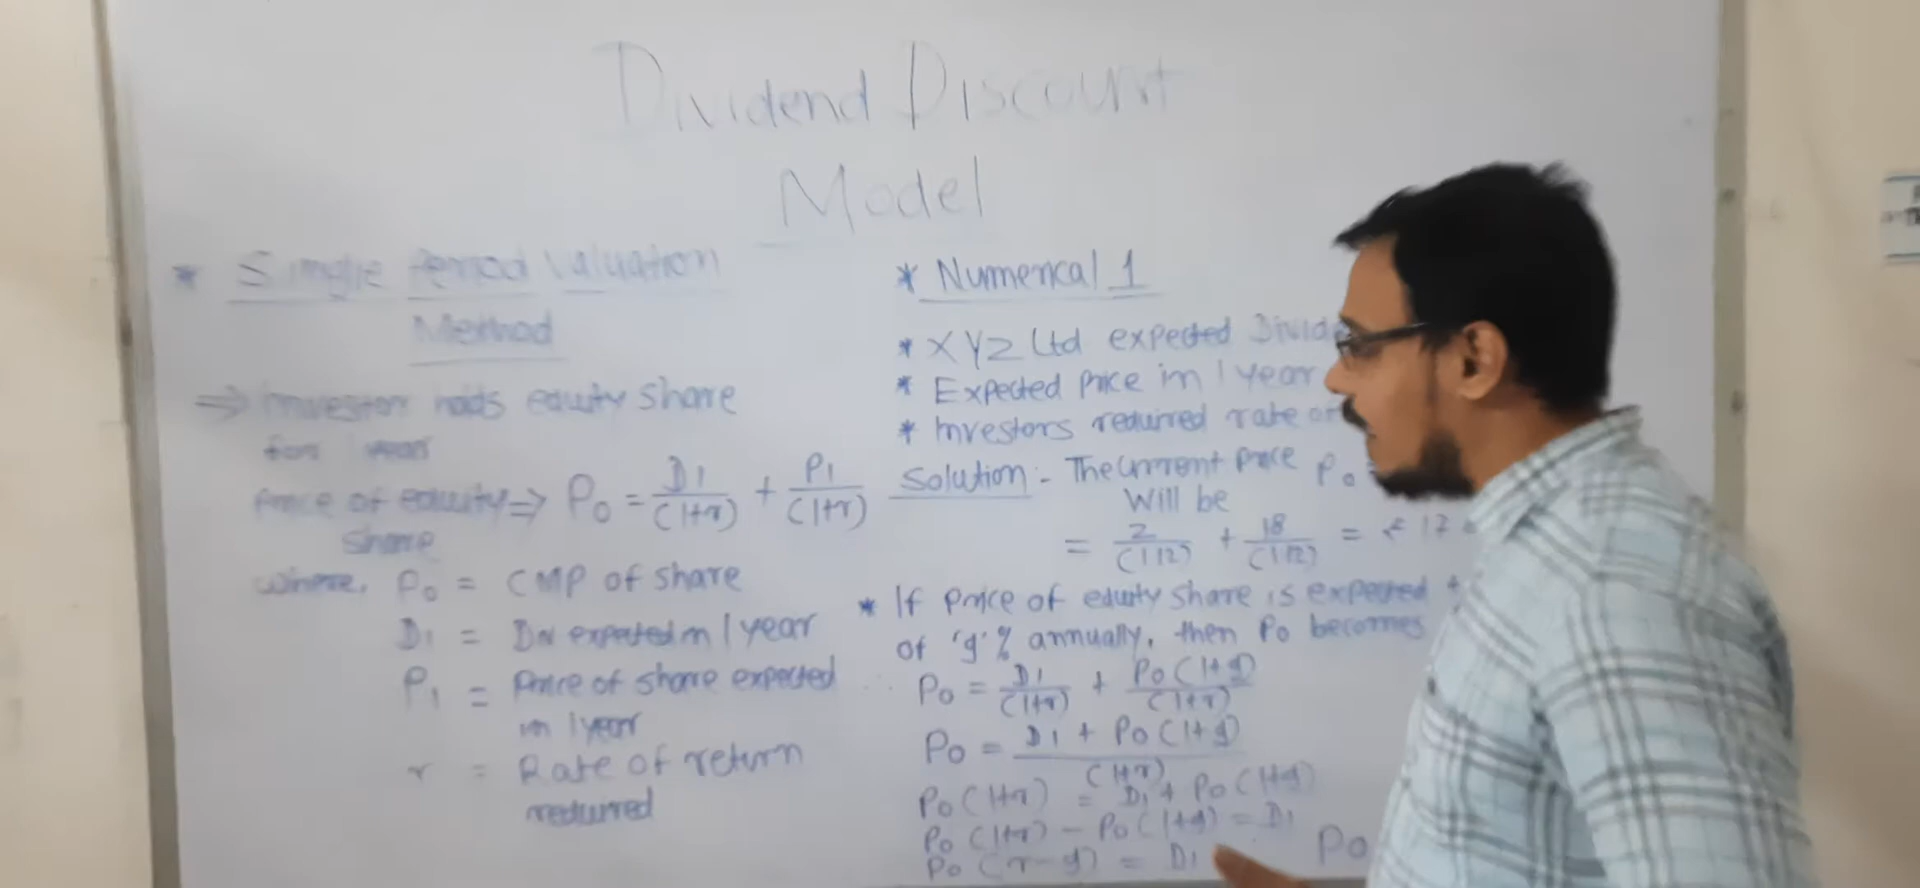 Dividend Discount
Model
* Single Period Valuation
Method
⇒ Investor holds equity share
for 1 year
Price of equity ⇒ P0 = D1/(1+r) + P1/(1+r)
share
where, P0 = CMP of share
D1 = Div expected in 1 year
P1 = Price of share expected
in 1 year
r = Rate of return
required
* Numerical 1
* XYZ Ltd expected
* Expected Price in 1 year
* Investors required rate of
Solution:- The Current price P0
Will be
= 2/(1.12) + 18/(1.12) = ₹ 17
* If Price of equity share is expected
of 'g' % annually, then P0 becomes
P0 = D1/(1+r) + P0(1+g)/(1+r)
P0 = D1 + P0(1+g)/(1+r)
P0(1+r) = D1 + P0(1+g)
P0(1+r) - P0(1+g) = D1
P0(r-g) = D1
P0